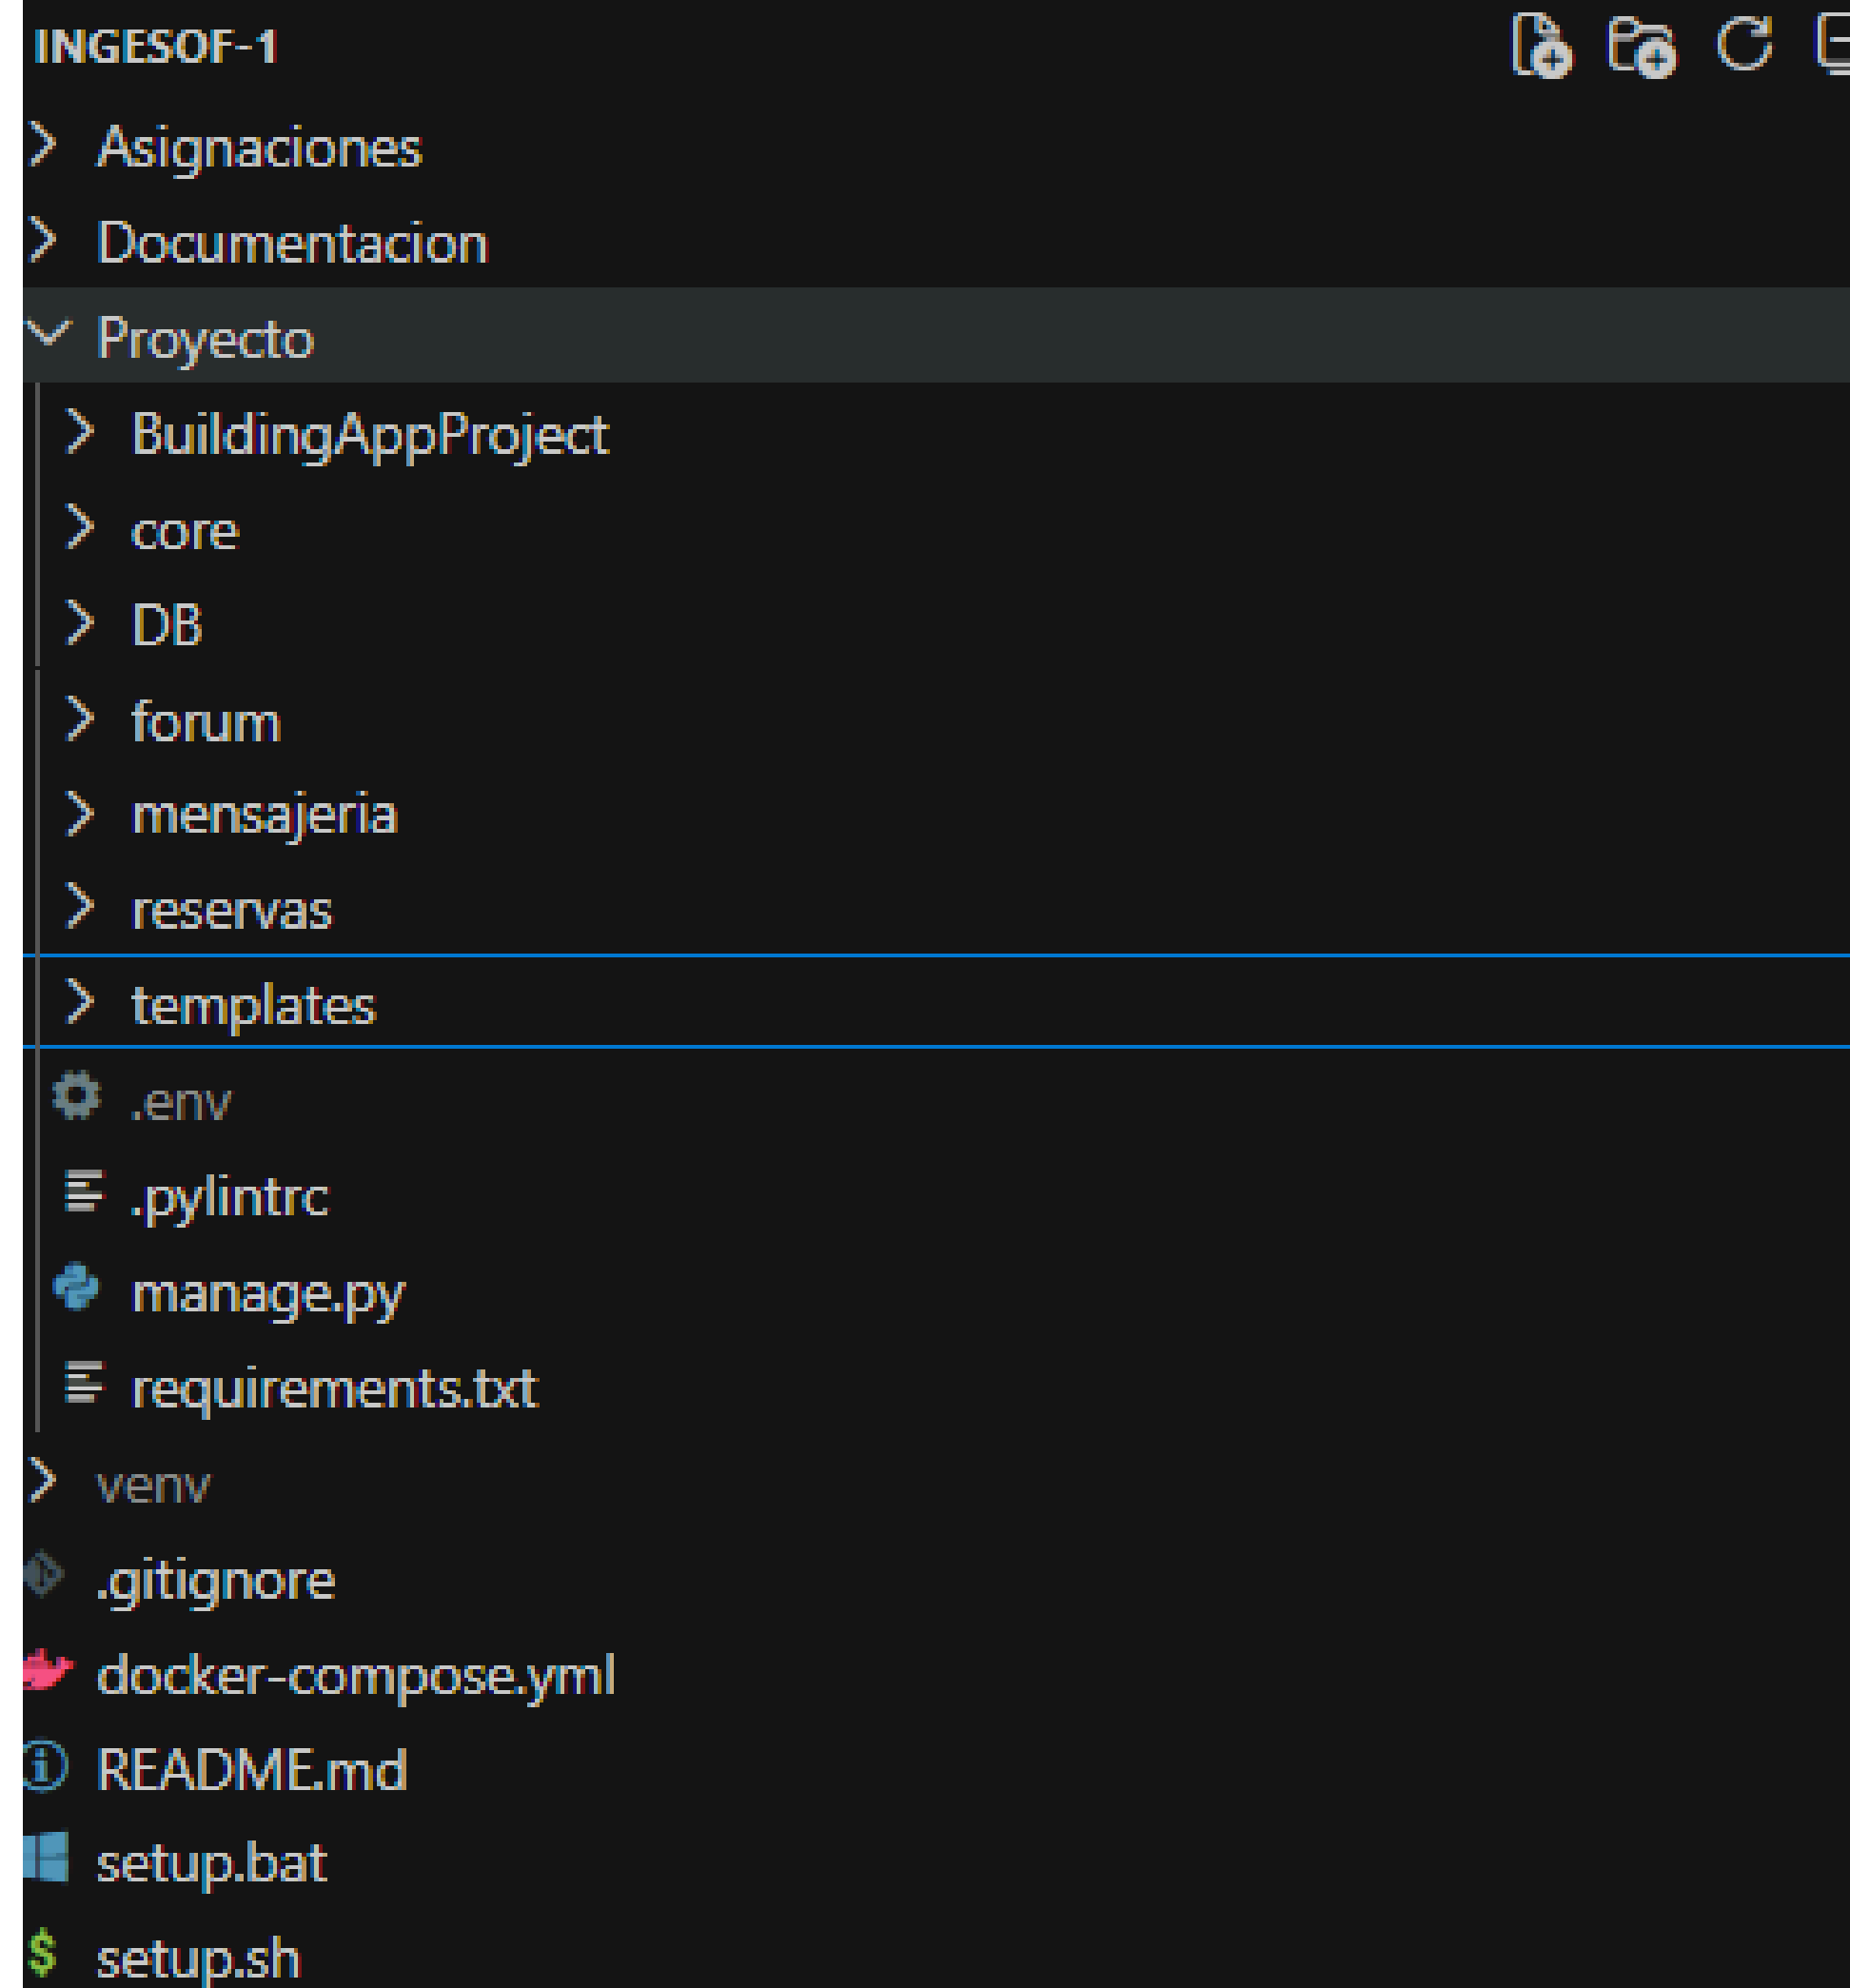 INGESOF-1
Asignaciones
Documentacion
Proyecto
BuildingAppProject
core
DB
forum
mensajeria
reservas
templates
.env
.pylintrc
manage.py
requirements.txt
venv
.gitignore
docker-compose.yml
README.md
setup.bat
setup.sh